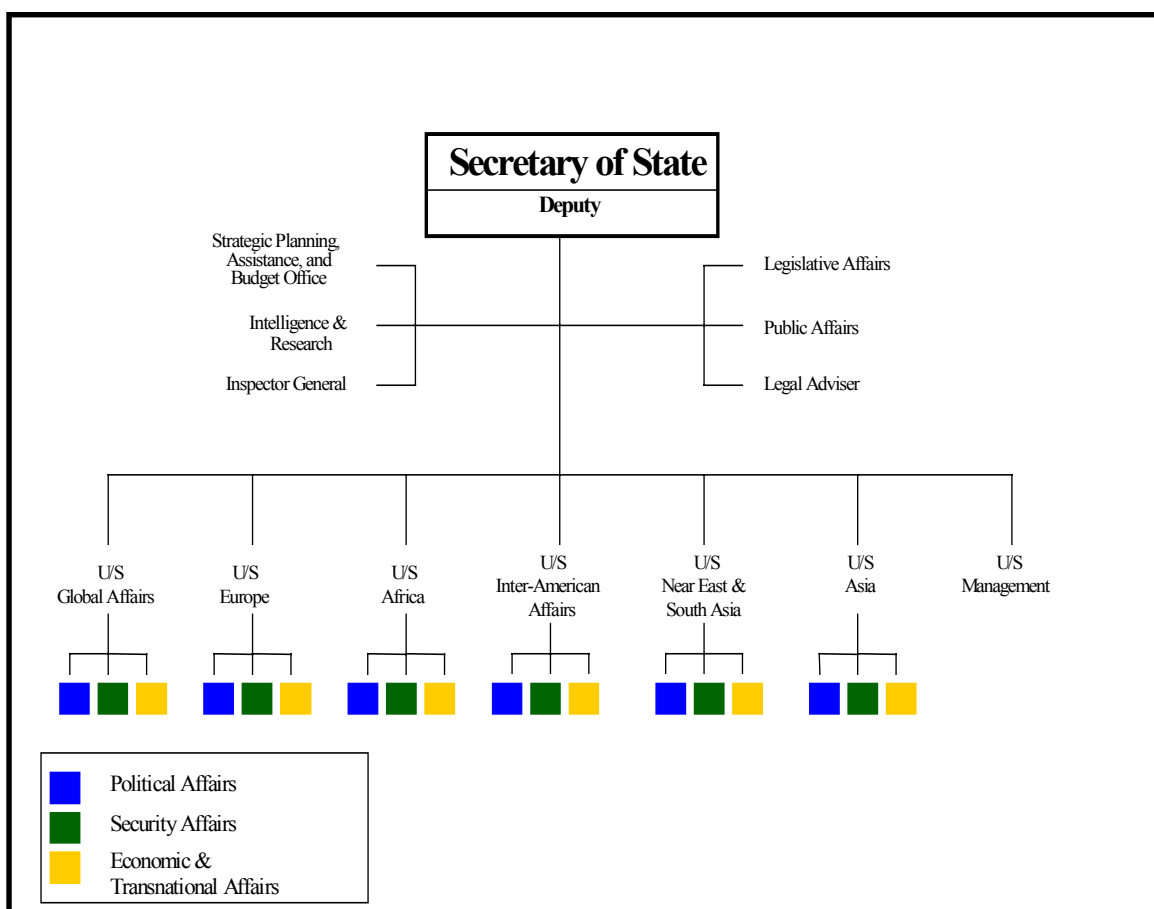 Secretary of State
Deputy
Strategic Planning,
Assistance, and
Budget Office
Legislative Affairs
Intelligence &
Research
Public Affairs
Inspector General
Legal Adviser
U/S
Global Affairs
U/S
Europe
U/S
Africa
U/S
Inter-American
Affairs
U/S
Near East &
South Asia
U/S
Asia
U/S
Management
Political Affairs
Security Affairs
Economic &
Transnational Affairs